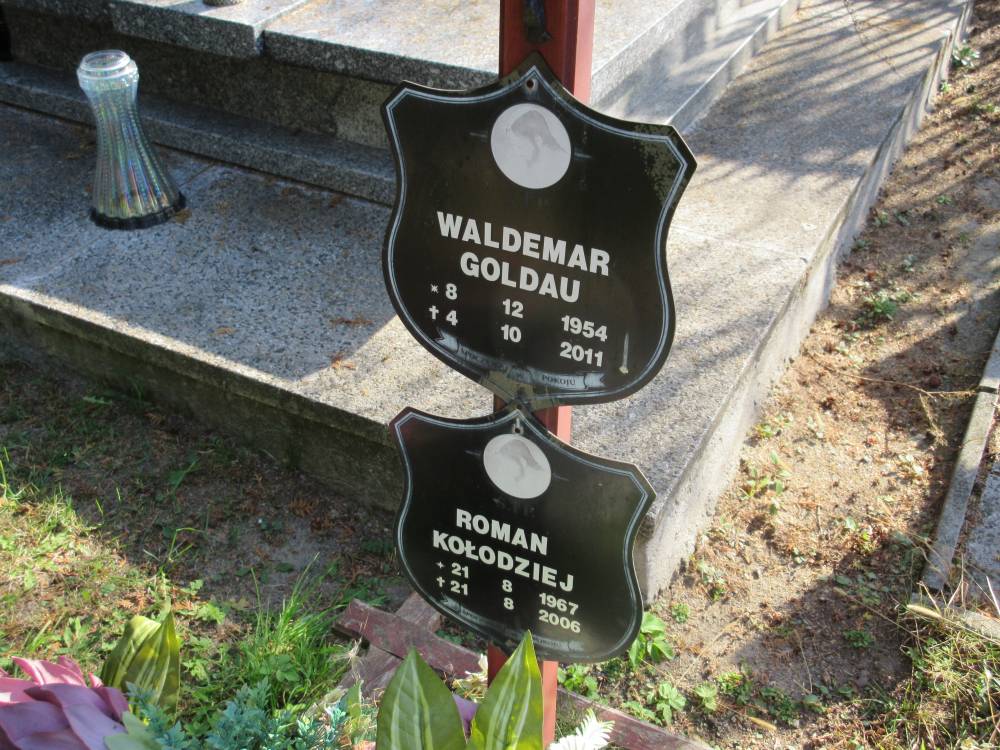 WALDEMAR
GOLDAU
* 8 12 1954
† 4 10 2011
POKOJU
ROMAN
KOŁODZIEJ
* 21 8 1967
† 21 8 2006